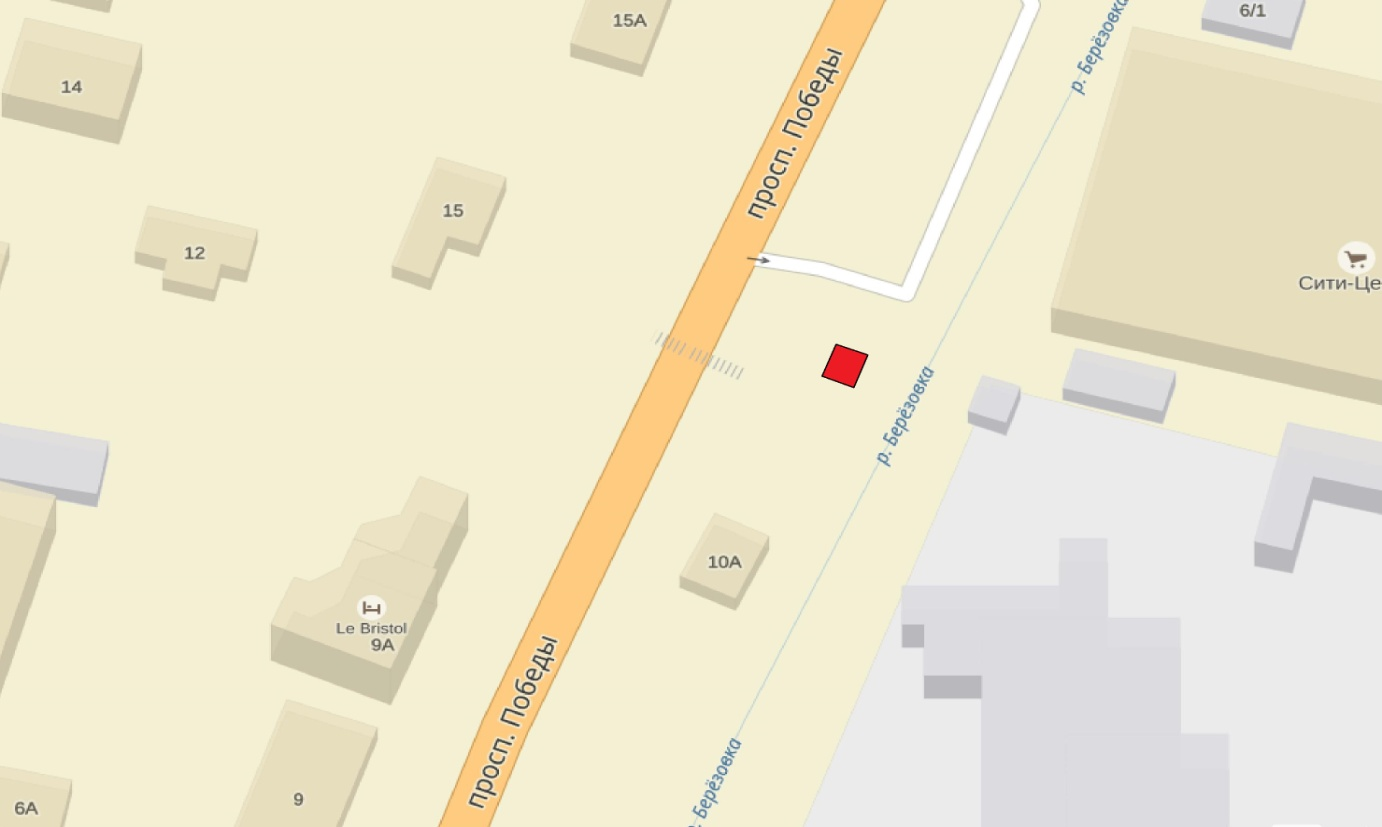 6/1
15А
р. Берёзовка
14
просп. Победы
15
12
Сити-Це
р. Берёзовка
10А
Le Bristol
9А
просп. Победы
р. Берёзовка
9
6А